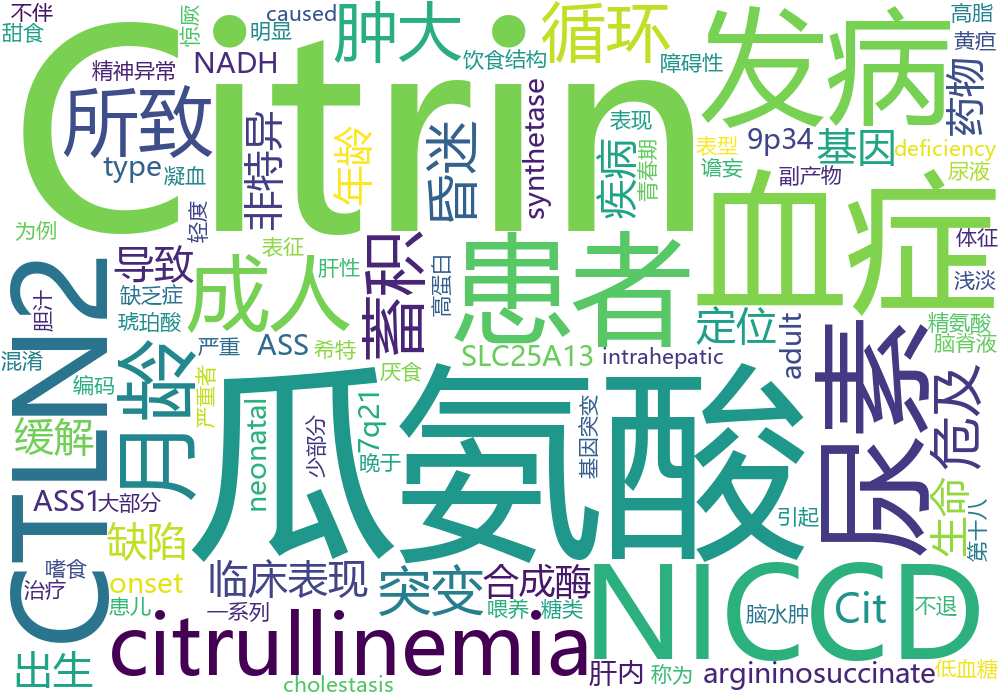 Citrin
瓜氨酸
血症
发病
患者
尿素
NICCD
CTLN2
citrullinemia
月龄
成人
所致
肿大
循环
蓄积
昏迷
突变
危及
临床表现
合成酶
Cit
缺陷
出生
缓解
导致
定位
基因
药物
疾病
年龄
非特异
生命
argininosuccinate
synthetase
NADH
type
ASS
ASS1
SLC25A13
9p34
7q21
adult
neonatal
onset
intrahepatic
cholestasis
caused
deficiency
肝内
不伴
甜食
惊厥
明显
精神异常
饮食结构
障碍性
高脂
黄疸
凝血
轻度
为例
表征
肝性
高蛋白
缺乏症
琥珀酸
胆汁
混淆
严重
希特
编码
严重者
厌食
少部分
晚于
基因突变
大部分
嗜食
治疗
患儿
一系列
喂养
糖类
脑水肿
引起
不退
称为
低血糖
第十八
精氨酸
脑脊液
浅淡
体征
副产物
尿液
表型
谵妄
青春期
表现